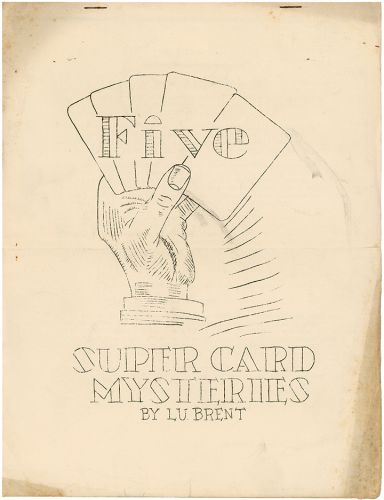 Five
SUPER CARD
MYSTERIES
BY LU BRENT